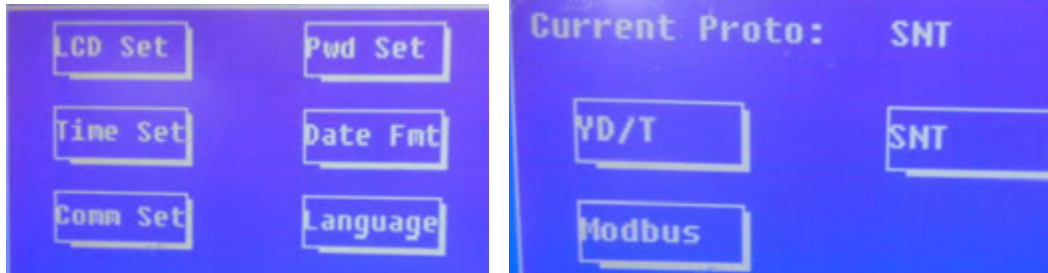 LCD Set Pwd Set
Time Set Date Fmt
Comm Set Language
Current Proto: SNT
YD/T SNT
Modbus